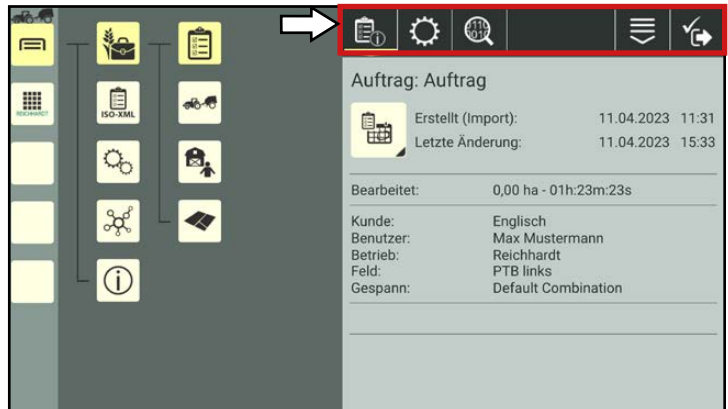 0110
0010
Auftrag: Auftrag
Erstellt (Import): 11.04.2023 11:31
Letzte Änderung: 11.04.2023 15:33
REICHHARDT
ISO-XML
Bearbeitet: 0,00 ha - 01h:23m:23s
Kunde: Englisch
Benutzer: Max Mustermann
Betrieb: Reichhardt
Feld: PTB links
Gespann: Default Combination